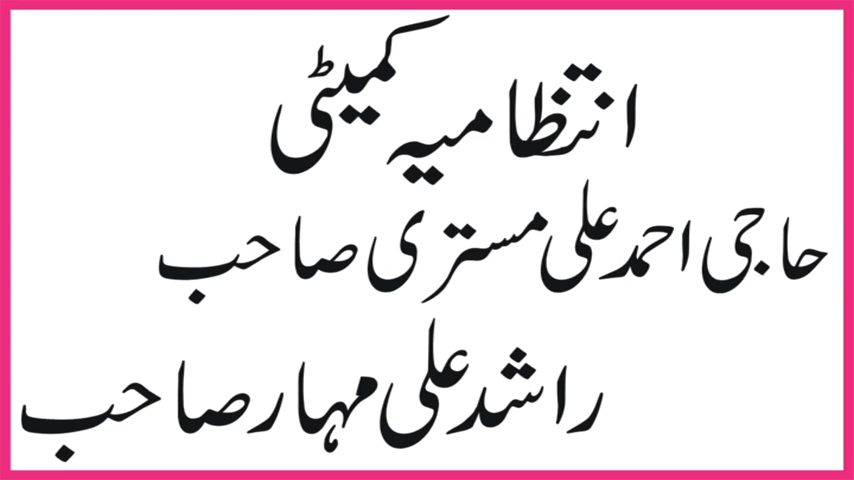 انتظامیہ کمیٹی
حاجی احمد علی مستری صاحب
راشد علی مہار صاحب